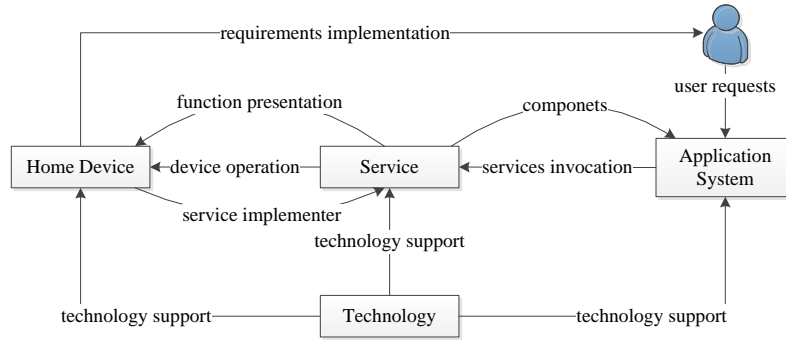 requirements implementation
user requests
function presentation
componets
Home Device
device operation
Service
services invocation
Application
System
service implementer
technology support
technology support
Technology
technology support